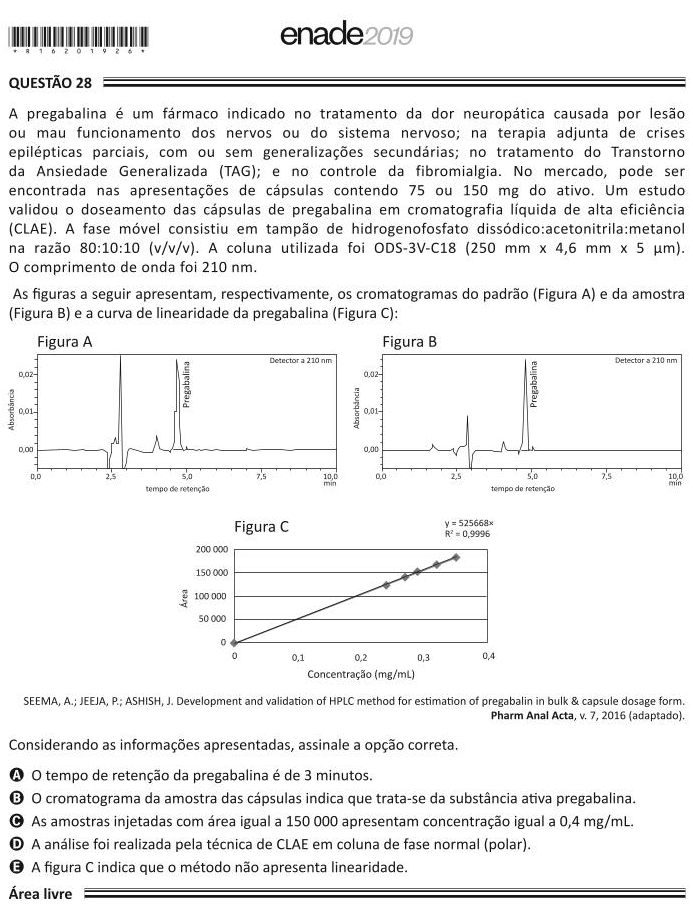 * R 1 6 2 0 1 9 2 6 *
enade2019
QUESTÃO 28
A pregabalina é um fármaco indicado no tratamento da dor neuropática causada por lesão
ou mau funcionamento dos nervos ou do sistema nervoso; na terapia adjunta de crises
epilépticas parciais, com ou sem generalizações secundárias; no tratamento do Transtorno
da Ansiedade Generalizada (TAG); e no controle da fibromialgia. No mercado, pode ser
encontrada nas apresentações de cápsulas contendo 75 ou 150 mg do ativo. Um estudo
validou o doseamento das cápsulas de pregabalina em cromatografia líquida de alta eficiência
(CLAE). A fase móvel consistiu em tampão de hidrogenofosfato dissódico:acetonitrila:metanol
na razão 80:10:10 (v/v/v). A coluna utilizada foi ODS-3V-C18 (250 mm x 4,6 mm x 5 µm).
O comprimento de onda foi 210 nm.
As figuras a seguir apresentam, respectivamente, os cromatogramas do padrão (Figura A) e da amostra
(Figura B) e a curva de linearidade da pregabalina (Figura C):
Figura A
Detector a 210 nm
Pregabalina
Absorbância
0,02
0,01
0,00
0,0 2,5 5,0 7,5 10,0
min
tempo de retenção
Figura B
Detector a 210 nm
Pregabalina
Absorbância
0,02
0,01
0,00
0,0 2,5 5,0 7,5 10,0
min
tempo de retenção
Figura C
y = 525668×
R² = 0,9996
Área
200 000
150 000
100 000
50 000
0
0 0,1 0,2 0,3 0,4
Concentração (mg/mL)
SEEMA, A.; JEEJA, P.; ASHISH, J. Development and validation of HPLC method for estimation of pregabalin in bulk & capsule dosage form.
Pharm Anal Acta, v. 7, 2016 (adaptado).
Considerando as informações apresentadas, assinale a opção correta.
A O tempo de retenção da pregabalina é de 3 minutos.
B O cromatograma da amostra das cápsulas indica que trata-se da substância ativa pregabalina.
C As amostras injetadas com área igual a 150 000 apresentam concentração igual a 0,4 mg/mL.
D A análise foi realizada pela técnica de CLAE em coluna de fase normal (polar).
E A figura C indica que o método não apresenta linearidade.
Área livre